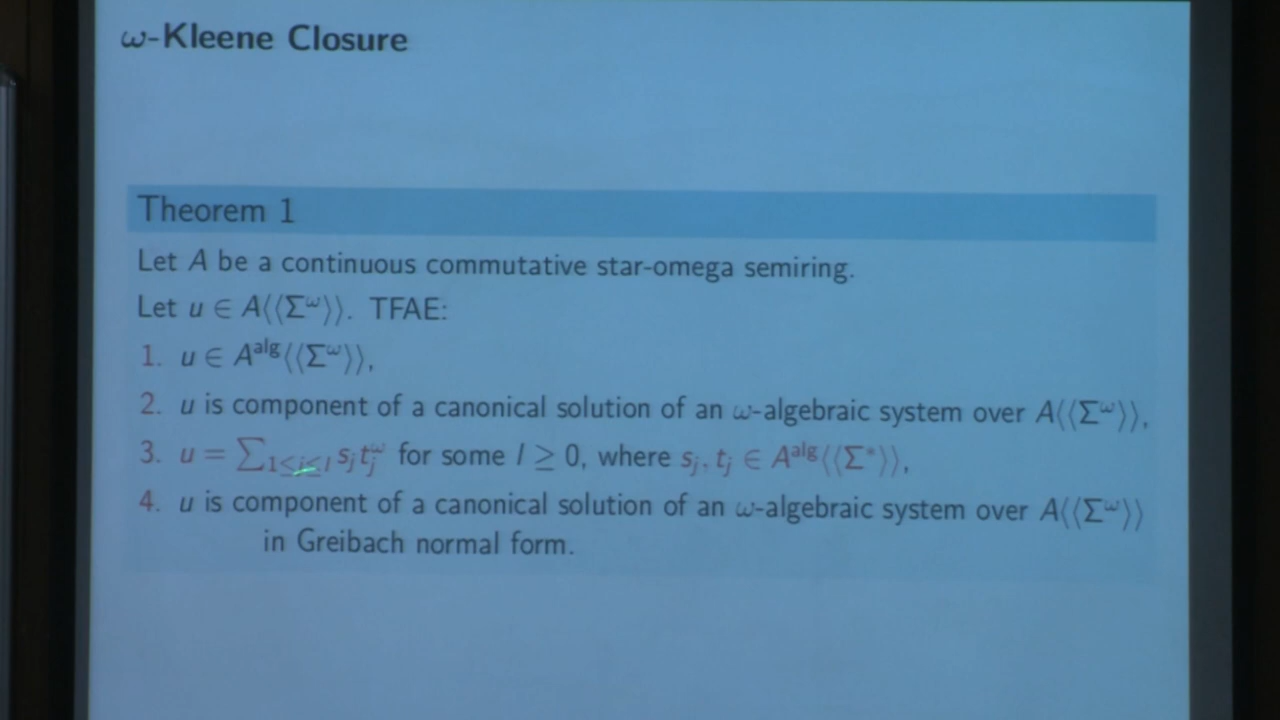 ω-Kleene Closure
Theorem 1
Let A be a continuous commutative star-omega semiring.
Let u ∈ A⟨⟨Σ^ω⟩⟩. TFAE:
1. u ∈ A^alg⟨⟨Σ^ω⟩⟩,
2. u is component of a canonical solution of an ω-algebraic system over A⟨⟨Σ^ω⟩⟩,
3. u = ∑_{1≤j≤l} s_j t_j^ω for some l ≥ 0, where s_j, t_j ∈ A^alg⟨⟨Σ*⟩⟩,
4. u is component of a canonical solution of an ω-algebraic system over A⟨⟨Σ^ω⟩⟩
in Greibach normal form.